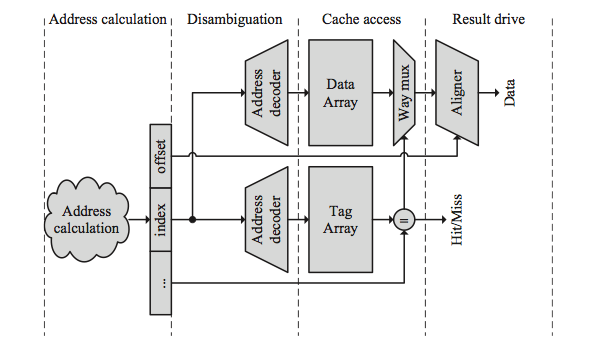 Address calculation
Disambiguation
Cache access
Result drive
Address
decoder
Data
Array
Way mux
Aligner
Data
offset
Address
calculation
index
Address
decoder
Tag
Array
=
Hit/Miss
...